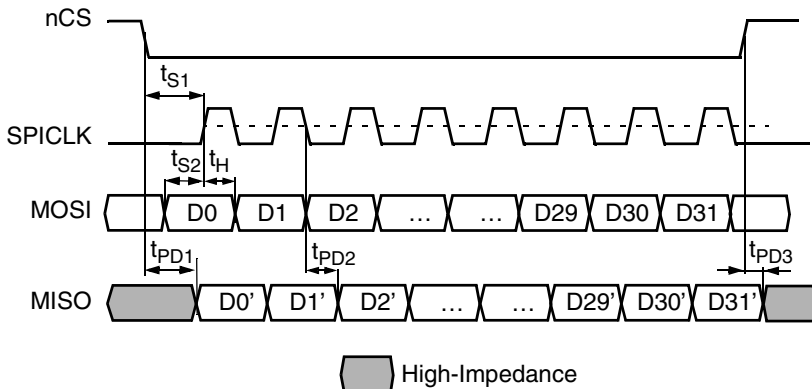 nCS
tS1
SPICLK
tS2 tH
MOSI D0 D1 D2 ... ... D29 D30 D31
tPD1 tPD2 tPD3
MISO D0’ D1’ D2’ ... ... D29’ D30’ D31’
High-Impedance